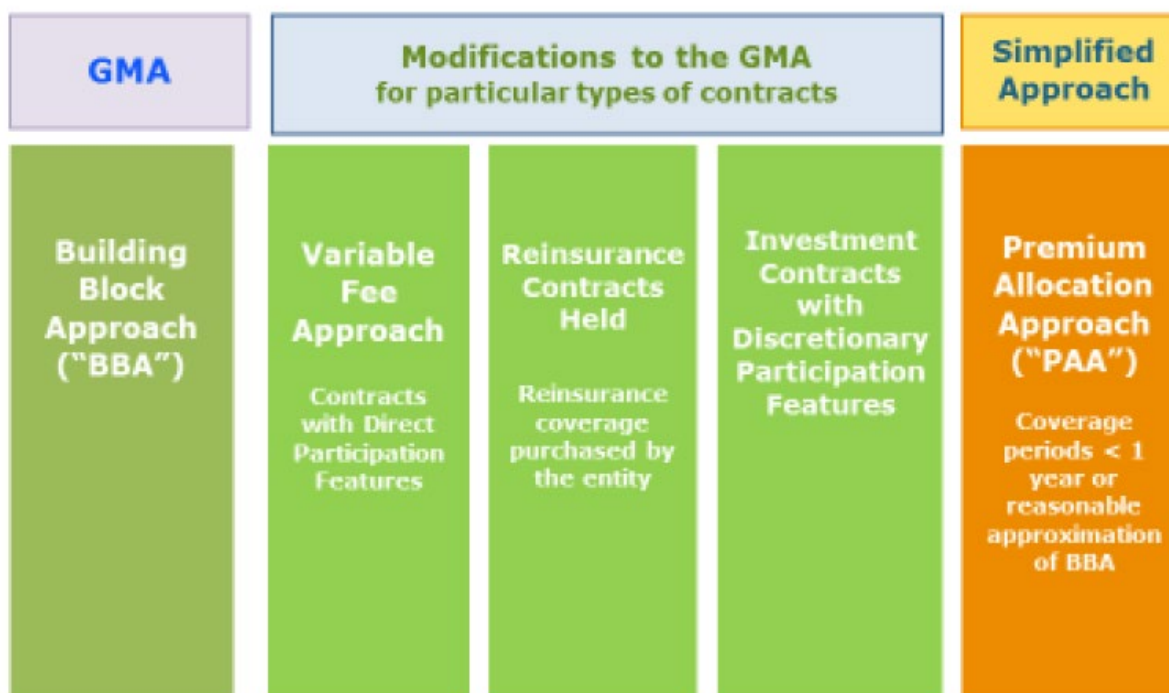 GMA
Modifications to the GMA
for particular types of contracts
Simplified
Approach
Building
Block
Approach
(“BBA”)
Variable
Fee
Approach
Contracts
with Direct
Participation
Features
Reinsurance
Contracts
Held
Reinsurance
coverage
purchased by
the entity
Investment
Contracts
with
Discretionary
Participation
Features
Premium
Allocation
Approach
(“PAA”)
Coverage
periods < 1
year or
reasonable
approximation
of BBA